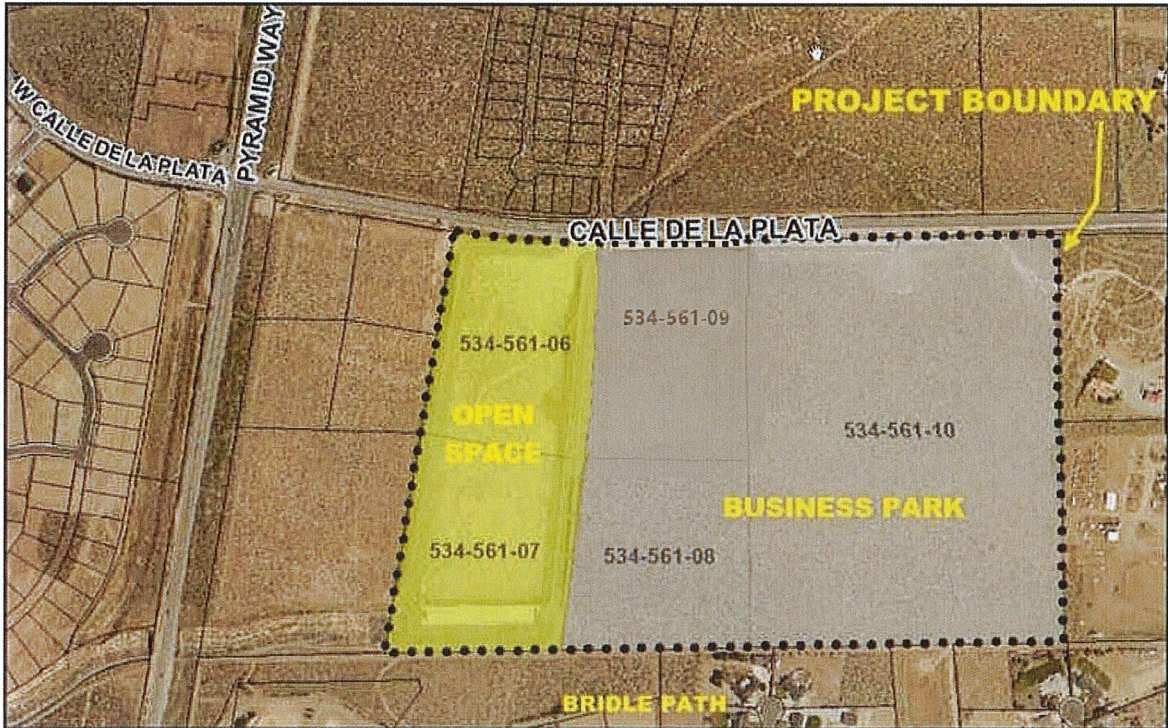 PYRAMID WAY
W CALLE DE LA PLATA
PROJECT BOUNDARY
CALLE DE LA PLATA
534-561-09
534-561-06
OPEN
SPACE
534-561-10
BUSINESS PARK
534-561-07
534-561-08
BRIDLE PATH